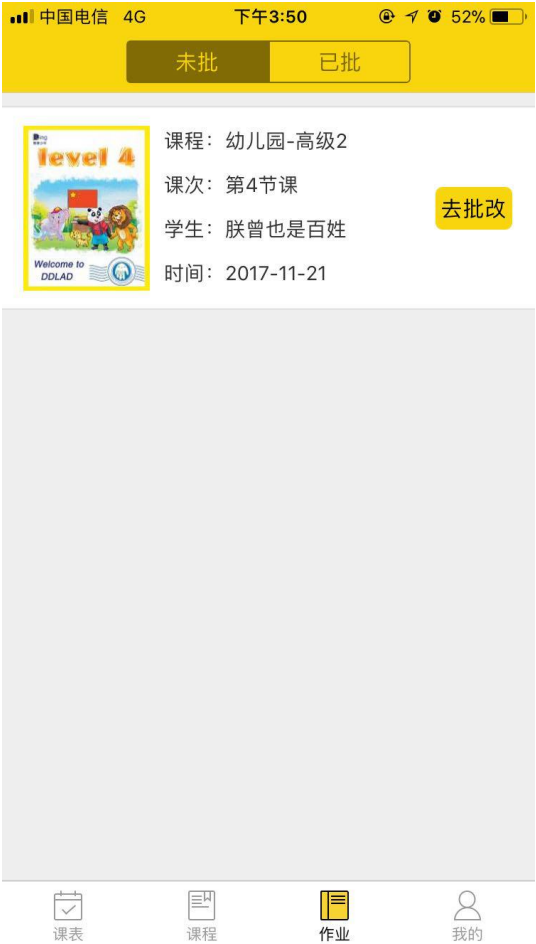 中国电信 4G 下午3:50 52%
未批 已批
Ding
level 4
Welcome to
DDLAD
课程：幼儿园-高级2
课次：第4节课
学生：朕曾也是百姓
时间：2017-11-21
去批改
课表 课程 作业 我的